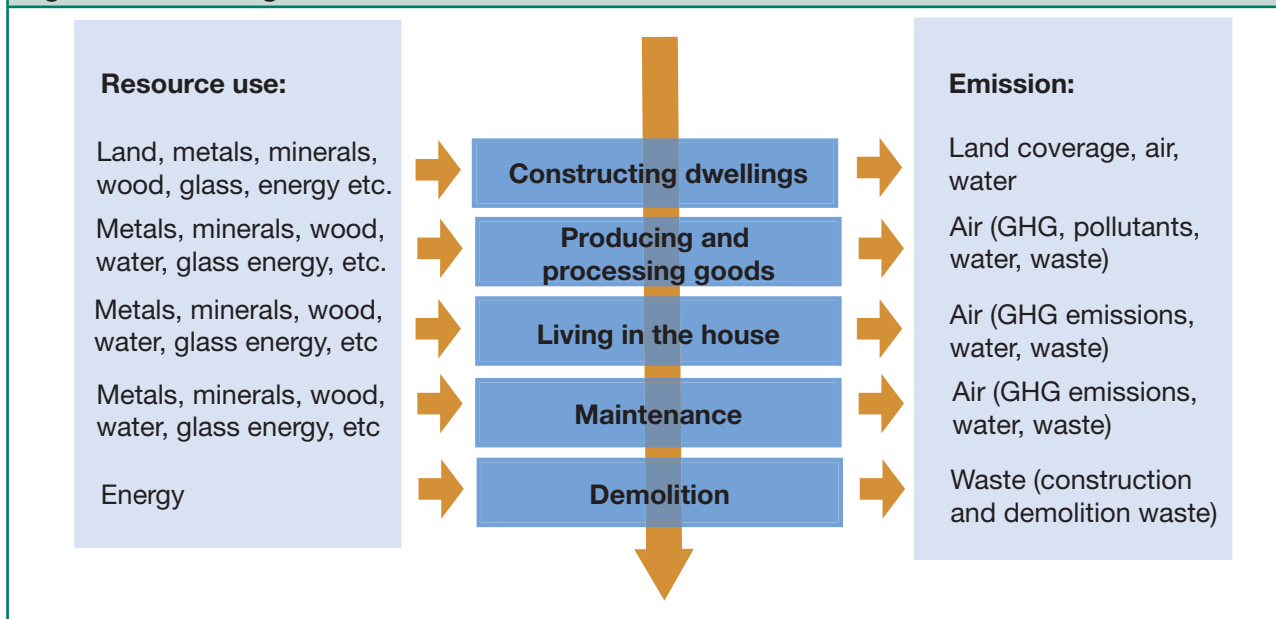 Resource use:
Land, metals, minerals,
wood, glass, energy etc.
Metals, minerals, wood,
water, glass energy, etc.
Metals, minerals, wood,
water, glass energy, etc
Metals, minerals, wood,
water, glass energy, etc
Energy
Constructing dwellings
Producing and
processing goods
Living in the house
Maintenance
Demolition
Emission:
Land coverage, air,
water
Air (GHG, pollutants,
water, waste)
Air (GHG emissions,
water, waste)
Air (GHG emissions,
water, waste)
Waste (construction
and demolition waste)